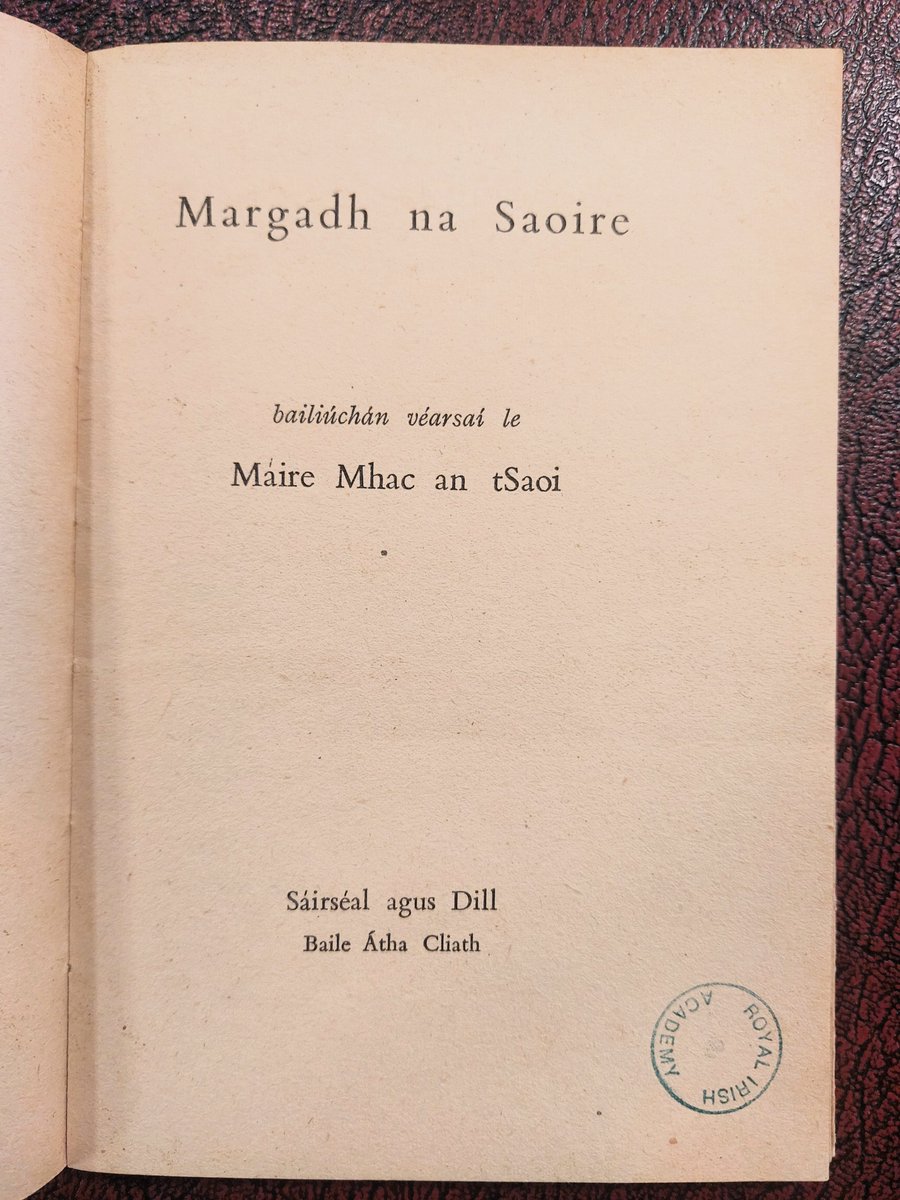 Margadh na Saoire
bailiúchán véarsaí le
Máire Mhac an tSaoi
Sáirséal agus Dill
Baile Átha Cliath
ROYAL IRISH ACADEMY